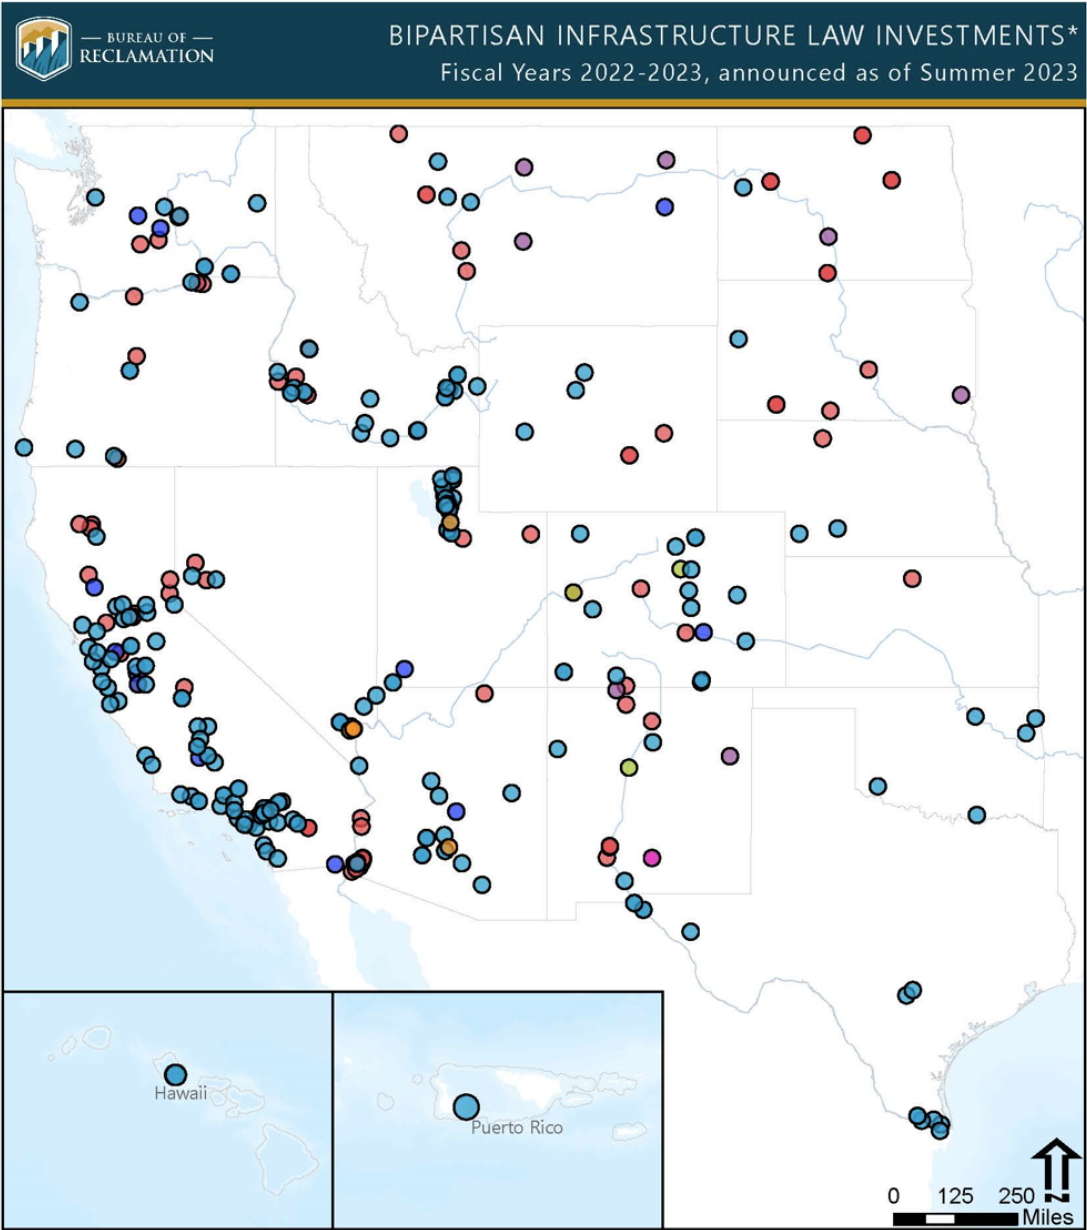 — BUREAU OF —
RECLAMATION
BIPARTISAN INFRASTRUCTURE LAW INVESTMENTS*
Fiscal Years 2022-2023, announced as of Summer 2023
Hawaii
Puerto Rico
N
0 125 250
Miles